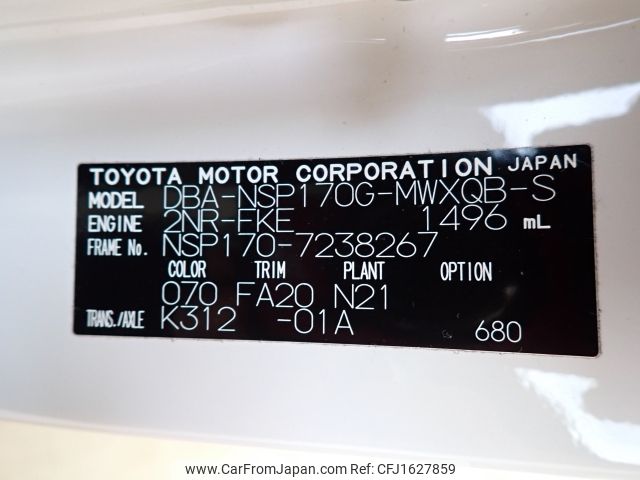 TOYOTA MOTOR CORPORATION JAPAN
MODEL DBA-NSP170G-MWXQB-S
ENGINE 2NR-FKE 1496 mL
FRAME No. NSP170-7238267
COLOR TRIM PLANT OPTION
070 FA20 N21
TRANS./AXLE K312 -01A 680
www.CarFromJapan.com CFJ1627859